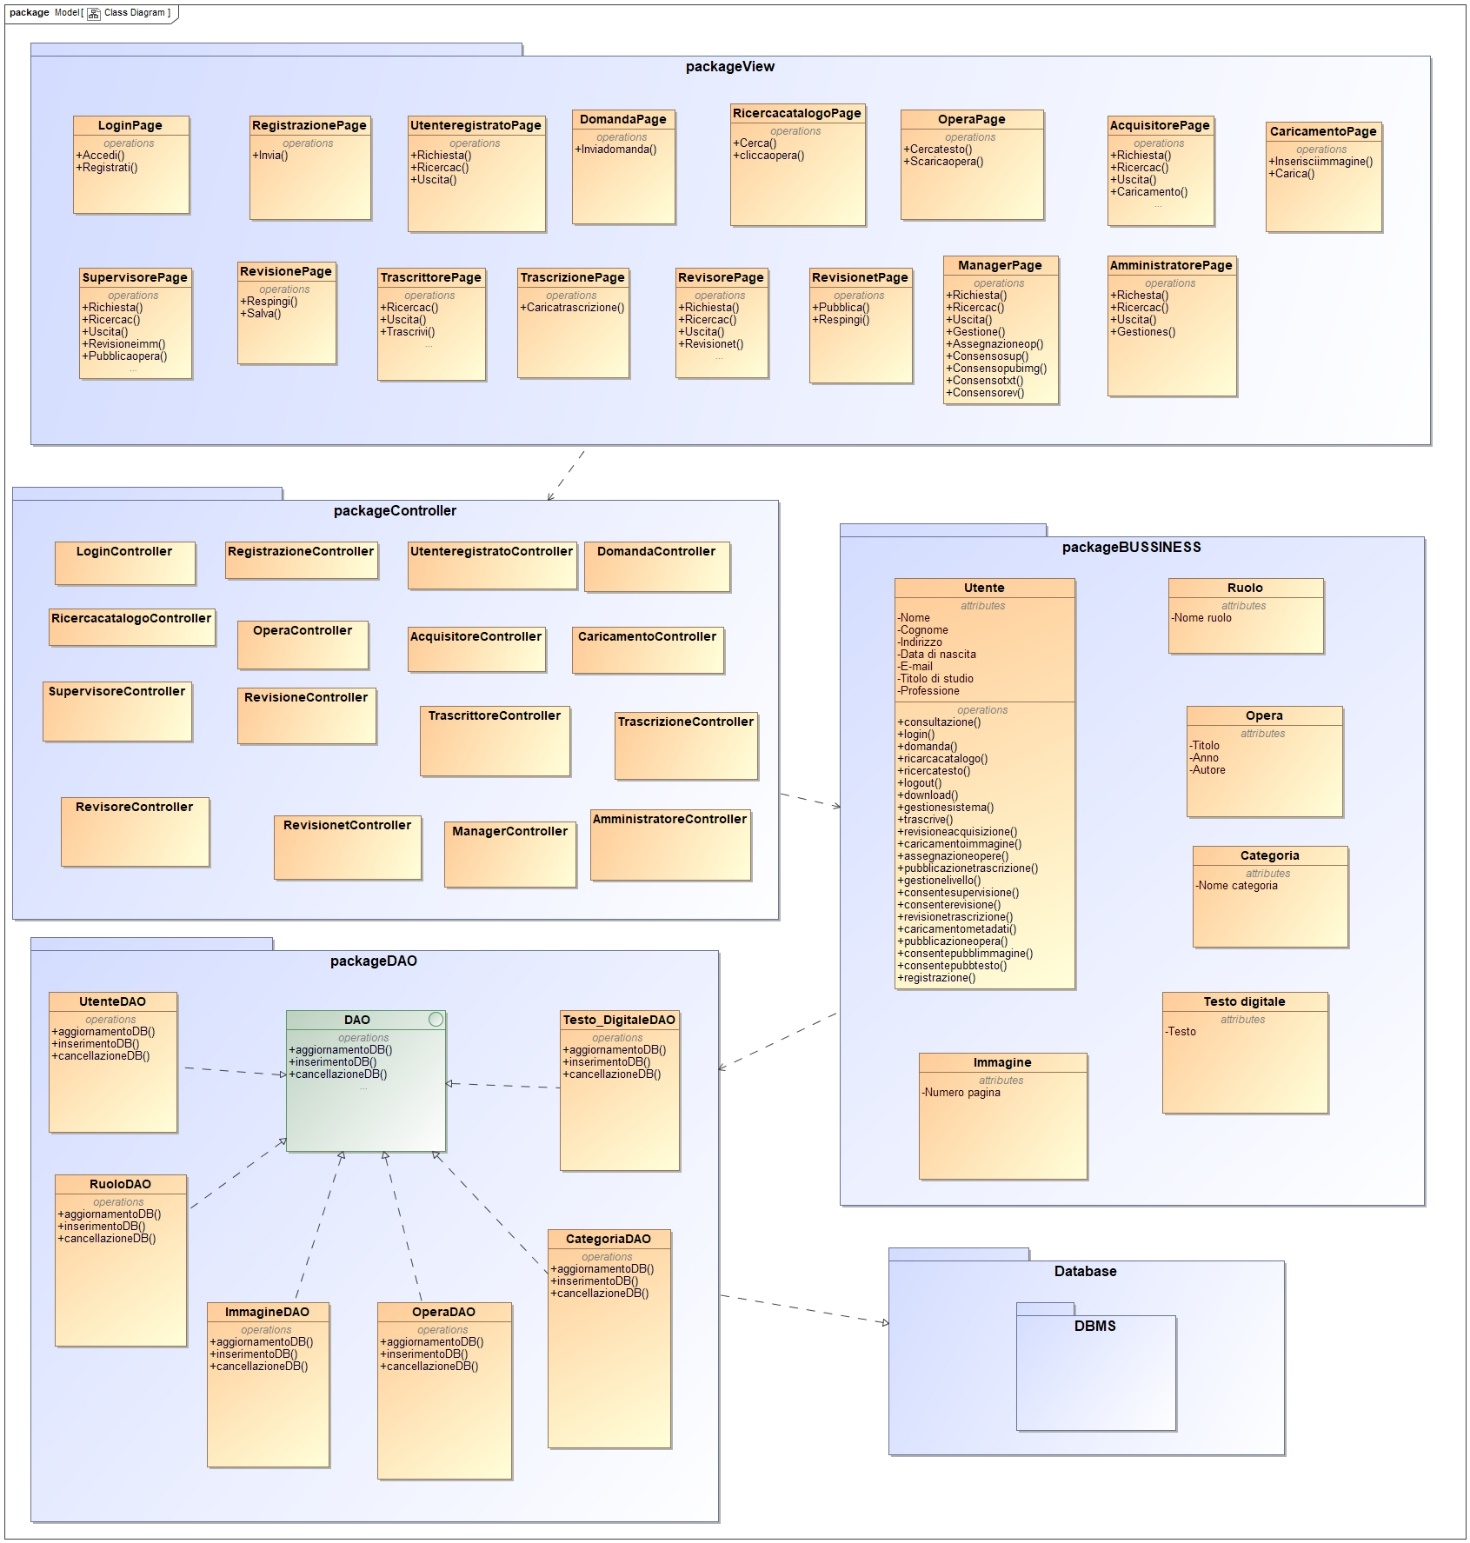 package Model [ Class Diagram ]
packageView
LoginPage
operations
+Accedi()
+Registrati()
RegistrazionePage
operations
+Invia()
UtenteregistratoPage
operations
+Richiesta()
+Ricercac()
+Uscita()
DomandaPage
operations
+Inviadomanda()
RicercacatalogoPage
operations
+Cerca()
+cliccaopera()
OperaPage
operations
+Cercatesto()
+Scaricaopera()
AcquisitorePage
operations
+Richiesta()
+Ricercac()
+Uscita()
+Caricamento()
...
CaricamentoPage
operations
+Inserisciimmagine()
+Carica()
SupervisorePage
operations
+Richiesta()
+Ricercac()
+Uscita()
+Revisioneimm()
+Pubblicaopera()
...
RevisionePage
operations
+Respingi()
+Salva()
TrascrittorePage
operations
+Ricercac()
+Uscita()
+Trascrivi()
...
TrascrizionePage
operations
+Caricatrascrizione()
RevisorePage
operations
+Richiesta()
+Ricercac()
+Uscita()
+Revisionet()
...
RevisionetPage
operations
+Pubblica()
+Respingi()
ManagerPage
operations
+Richiesta()
+Ricercac()
+Uscita()
+Gestione()
+Assegnazioneop()
+Consensosup()
+Consensopubimg()
+Consensotxt()
+Consensorev()
AmministratorePage
operations
+Richesta()
+Ricercac()
+Uscita()
+Gestiones()
packageController
LoginController
RegistrazioneController
UtenteregistratoController
DomandaController
RicercacatalogoController
OperaController
AcquisitoreController
CaricamentoController
SupervisoreController
RevisioneController
TrascrittoreController
TrascrizioneController
RevisoreController
RevisionetController
ManagerController
AmministratoreController
packageBUSSINESS
Utente
attributes
-Nome
-Cognome
-Indirizzo
-Data di nascita
-E-mail
-Titolo di studio
-Professione
operations
+consultazione()
+login()
+domanda()
+ricarcacatalogo()
+ricercatesto()
+logout()
+download()
+gestionesistema()
+trascrive()
+revisioneacquisizione()
+caricamentoimmagine()
+assegnazioneopere()
+pubblicazionetrascrizione()
+gestionelivello()
+consentesupervisione()
+consenterevisione()
+revisionetrascrizione()
+caricamentometadati()
+pubblicazioneopera()
+consentepubblimmagine()
+consentepubbtesto()
+registrazione()
Ruolo
attributes
-Nome ruolo
Opera
attributes
-Titolo
-Anno
-Autore
Categoria
attributes
-Nome categoria
Testo digitale
attributes
-Testo
Immagine
attributes
-Numero pagina
packageDAO
UtenteDAO
operations
+aggiornamentoDB()
+inserimentoDB()
+cancellazioneDB()
DAO
operations
+aggiornamentoDB()
+inserimentoDB()
+cancellazioneDB()
...
Testo_DigitaleDAO
operations
+aggiornamentoDB()
+inserimentoDB()
+cancellazioneDB()
RuoloDAO
operations
+aggiornamentoDB()
+inserimentoDB()
+cancellazioneDB()
CategoriaDAO
operations
+aggiornamentoDB()
+inserimentoDB()
+cancellazioneDB()
ImmagineDAO
operations
+aggiornamentoDB()
+inserimentoDB()
+cancellazioneDB()
OperaDAO
operations
+aggiornamentoDB()
+inserimentoDB()
+cancellazioneDB()
Database
DBMS